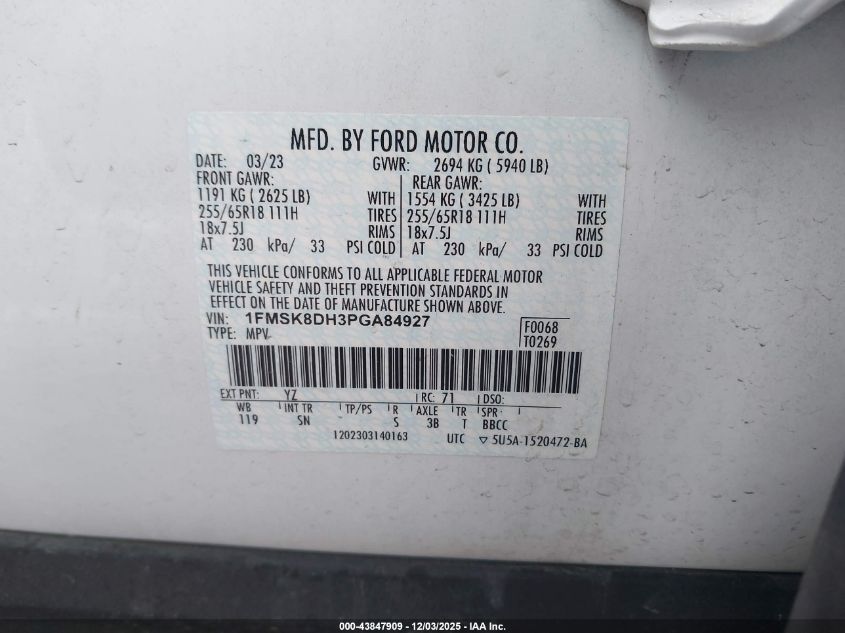 MFD. BY FORD MOTOR CO.
DATE: 03/23 GVWR: 2694 KG ( 5940 LB)
FRONT GAWR: REAR GAWR:
1191 KG ( 2625 LB) WITH 1554 KG ( 3425 LB) WITH
255/65R18 111H TIRES 255/65R18 111H TIRES
18x7.5J RIMS 18x7.5J RIMS
AT 230 kPa/ 33 PSI COLD AT 230 kPa/ 33 PSI COLD
THIS VEHICLE CONFORMS TO ALL APPLICABLE FEDERAL MOTOR
VEHICLE SAFETY AND THEFT PREVENTION STANDARDS IN
EFFECT ON THE DATE OF MANUFACTURE SHOWN ABOVE.
VIN: 1FMSK8DH3PGA84927 F0068
TYPE: MPV T0269
EXT PNT: YZ RC: 71 DSO:
WB INT TR TP/PS R AXLE TR SPR
119 SN S 3B T BBCC
1202303140163 UTC ▽ 5U5A-1520472-BA
000-43847909 - 12/03/2025 - IAA Inc.